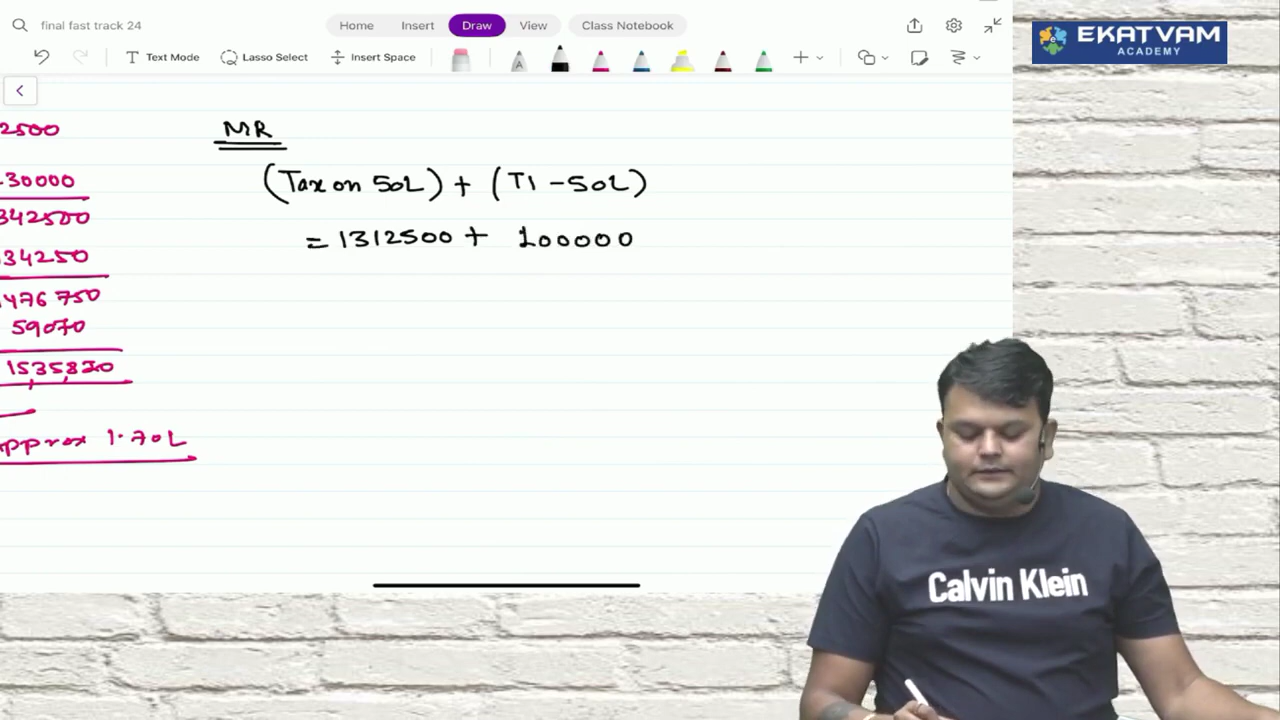 final fast track 24
Home Insert Draw View Class Notebook
EKATVAM
ACADEMY
Text Mode Lasso Select Insert Space
2500
30000
342500
34250
476750
59070
1535820
approx 1.70L
MR
(Tax on 50L) + (TI - 50L)
= 1312500 + 100000
Calvin Klein